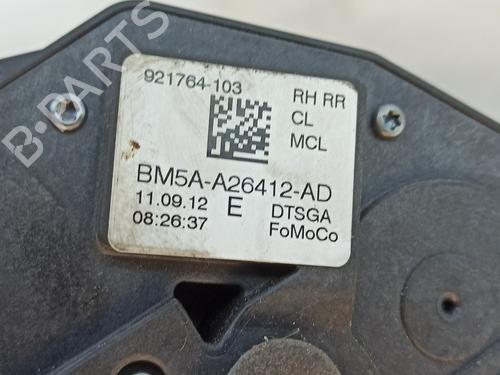 B-PARTS
921764-103
RH RR
CL
MCL
BM5A-A26412-AD
11.09.12 E DTSGA
08:26:37 FoMoCo